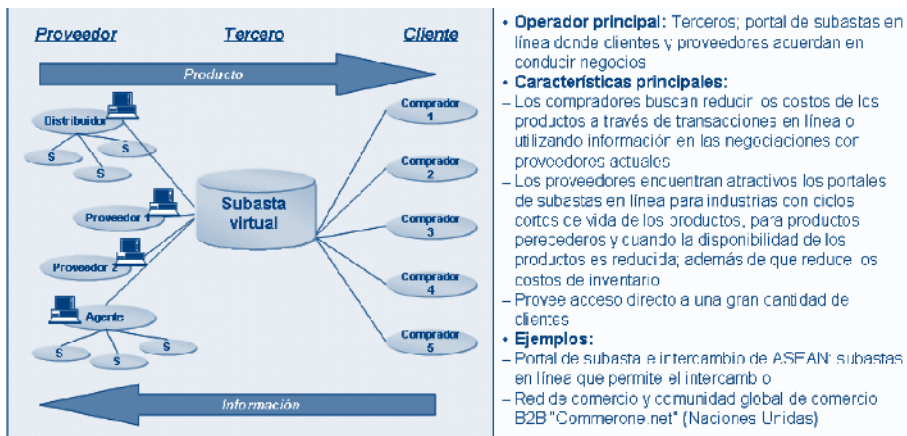 Proveedor Tercero Cliente
Producto
Distribuidor
S
S
S
Proveedor 1
Proveedor 2
Agente
S
S
S
Subasta
virtual
Comprador
1
Comprador
2
Comprador
3
Comprador
4
Comprador
5
Información
• Operador principal: Terceros; portal de subastas en
línea donde clientes y proveedores acuerdan en
conducir negocios
• Características principales:
– Los compradores buscan reducir los costos de los
productos a través de transacciones en línea o
utilizando información en las negociaciones con
proveedores actuales
– Los proveedores encuentran atractivos los portales
de subastas en línea para industrias con ciclos
cortos de vida de los productos, para productos
perecederos y cuando la disponibilidad de los
productos es reducida; además de que reduce los
costos de inventario
– Provee acceso directo a una gran cantidad de
clientes
• Ejemplos:
– Portal de subasta e intercambio de ASEAN: subastas
en línea que permite el intercambio
– Red de comercio y comunidad global de comercio
B2B "Commerone.net" (Naciones Unidas)